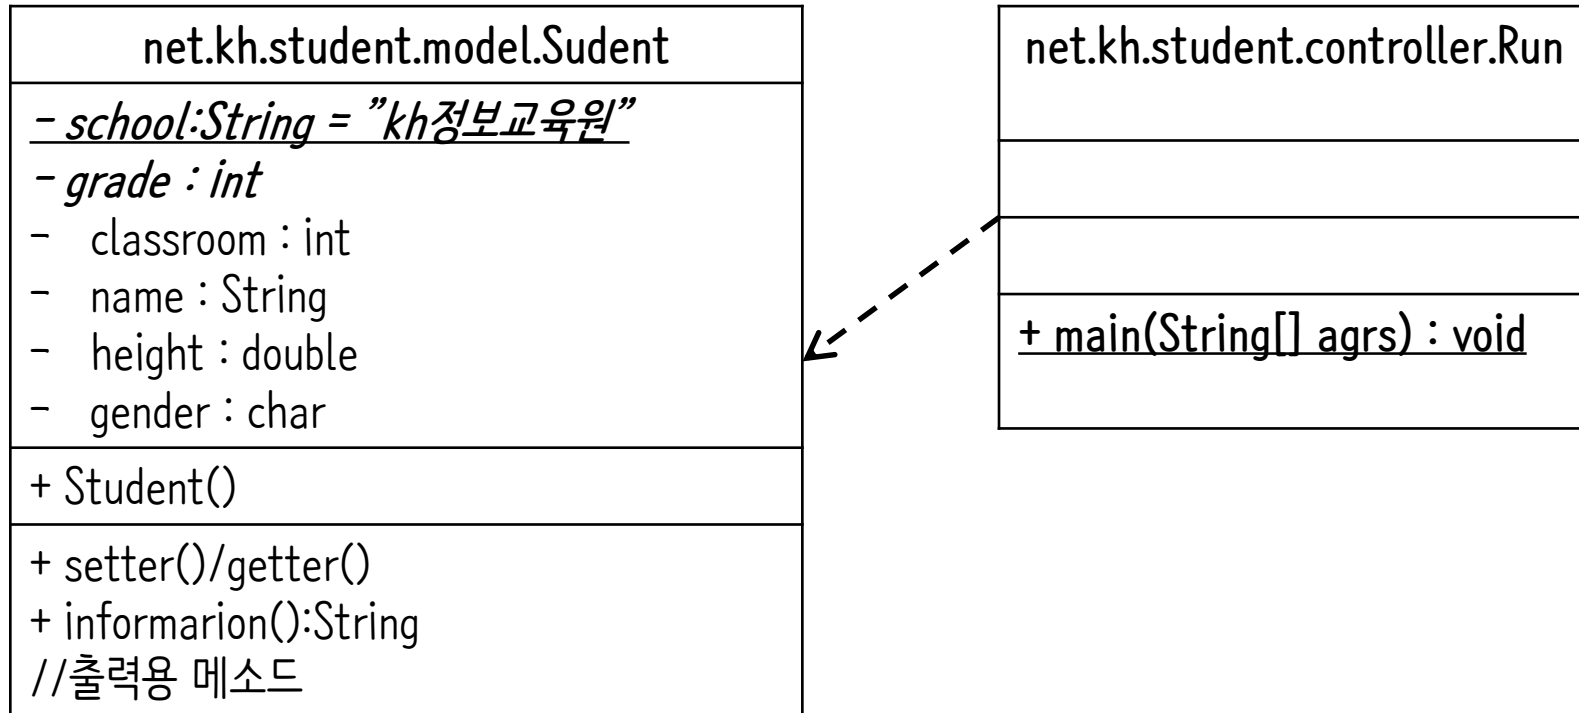 net.kh.student.model.Sudent
- school:String = ”kh정보교육원”
- grade : int
- classroom : int
- name : String
- height : double
- gender : char
+ Student()
+ setter()/getter()
+ informarion():String
//출력용 메소드
net.kh.student.controller.Run
+ main(String[] agrs) : void